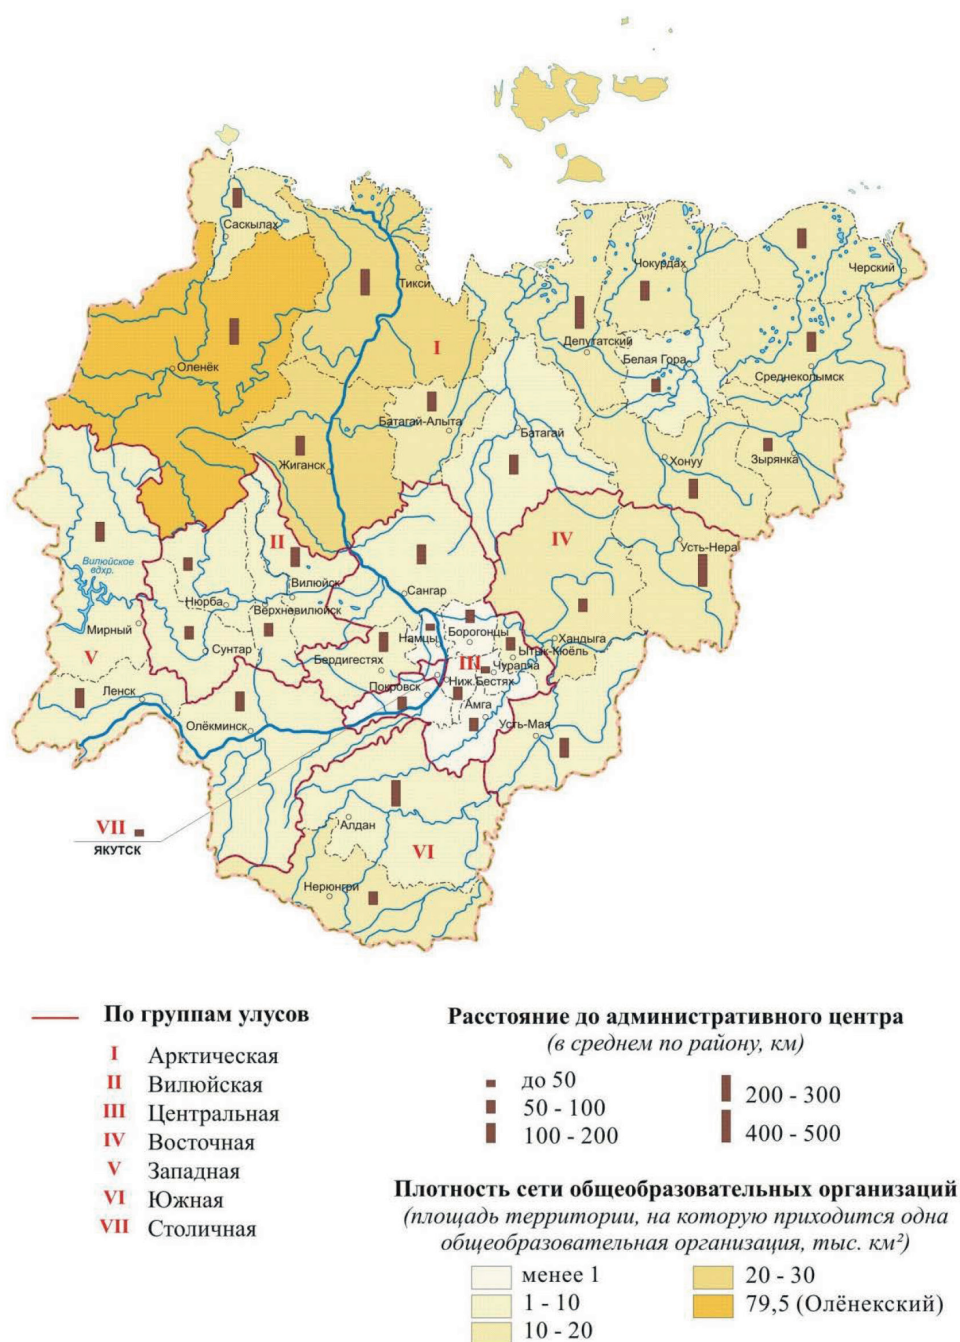 Саскылах
Тикси
Чокурдах
Черский
Депутатский
I
Белая Гора
Оленёк
Среднеколымск
Батагай-Алыта
Батагай
Жиганск
Хонуу
Зырянка
II
IV
Усть-Нера
Вилюйское
вдхр.
Вилюйск
Сангар
Нюрба
Верхневилюйск
Мирный
Намцы
Борогонцы
Хандыга
Сунтар
Ытык-Кюёль
V
Бердигестях
III
Чурапча
Ниж.Бестях
Ленск
Покровск
Амга
Олёкминск
Усть-Мая
VII
ЯКУТСК
Алдан
VI
Нерюнгри
По группам улусов
I Арктическая
II Вилюйская
III Центральная
IV Восточная
V Западная
VI Южная
VII Столичная
Расстояние до административного центра
(в среднем по району, км)
до 50
50 - 100
100 - 200
200 - 300
400 - 500
Плотность сети общеобразовательных организаций
(площадь территории, на которую приходится одна
общеобразовательная организация, тыс. км²)
менее 1
1 - 10
10 - 20
20 - 30
79,5 (Олёнекский)